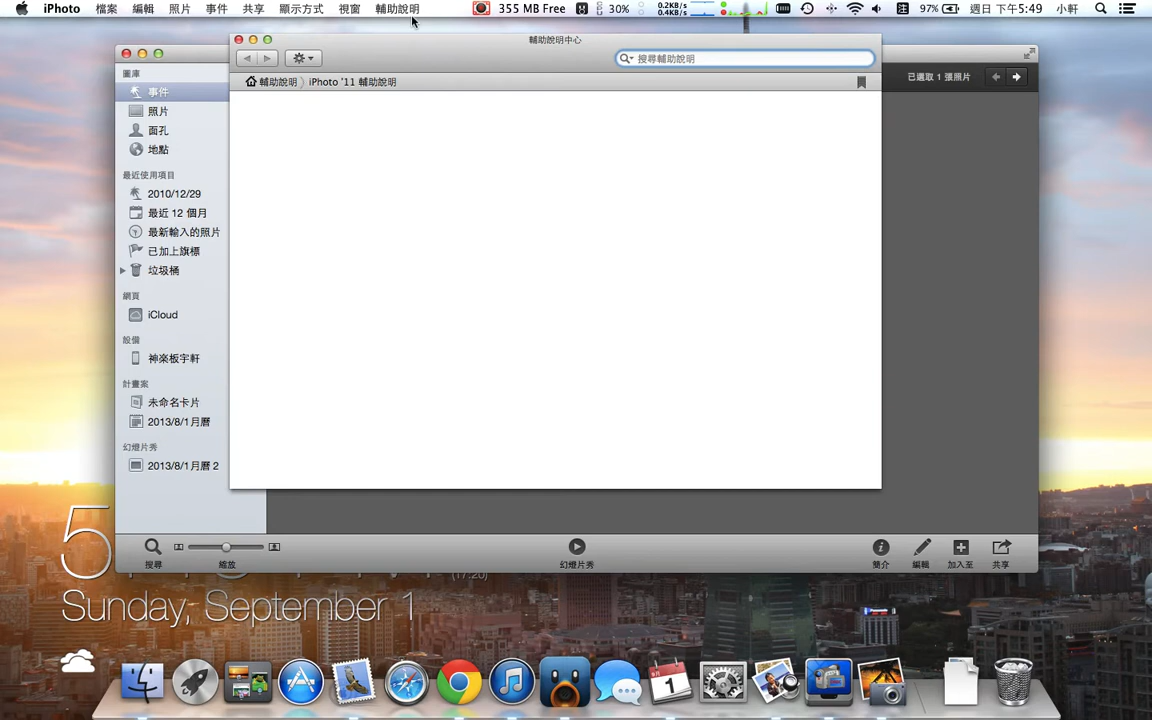 iPhoto 檔案 編輯 照片 事件 共享 顯示方式 視窗 輔助說明 355 MB Free 30% 0.2KB/s 0.4KB/s 97% 週日 下午5:49 小軒
輔助說明中心
搜尋輔助說明
輔助說明 〉 iPhoto '11 輔助說明
已選取 1 張照片
圖庫
事件
照片
面孔
地點
最近使用項目
2010/12/29
最近 12 個月
最新輸入的照片
已加上旗標
垃圾桶
網頁
iCloud
設備
神楽板宇軒
計畫案
未命名卡片
2013/8/1月曆
幻燈片秀
2013/8/1月曆 2
搜尋 縮放 幻燈片秀 簡介 編輯 加入至 共享
5
(17:20)
Sunday, September 1
1